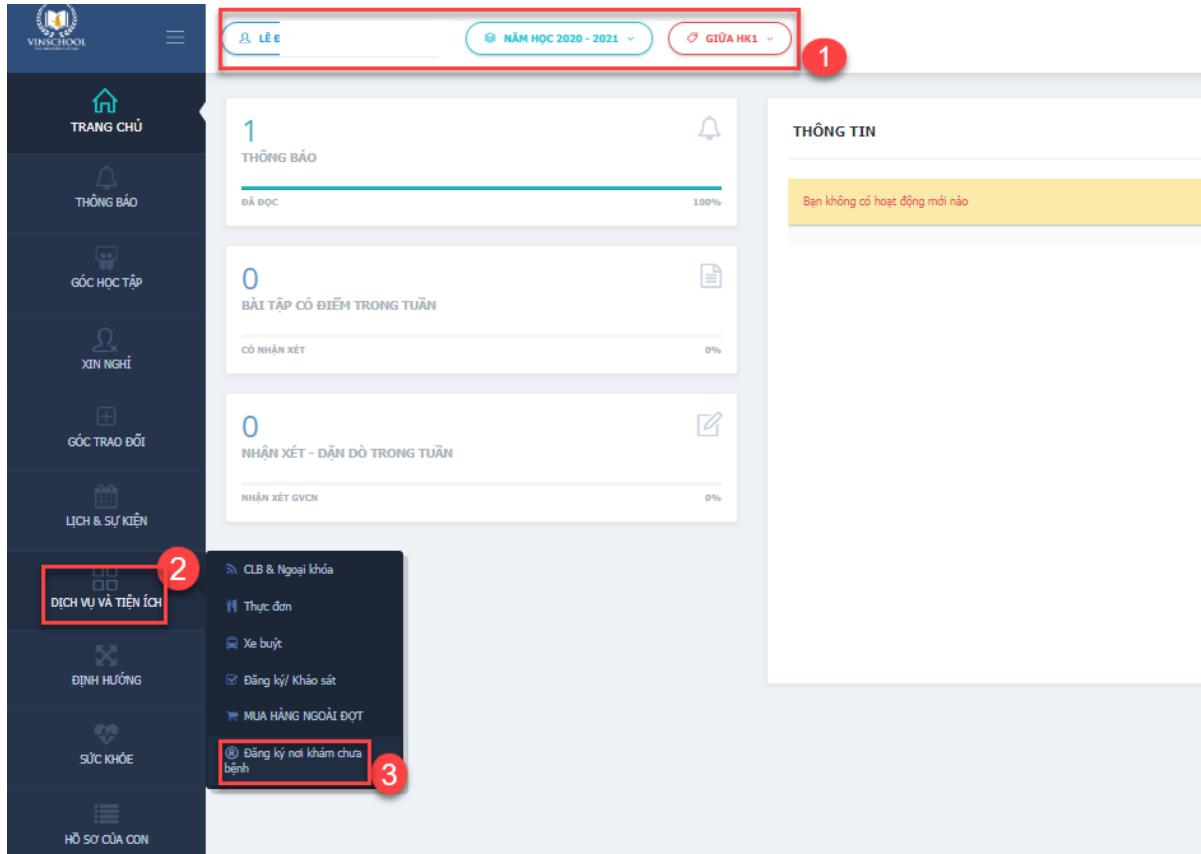 VINSCHOOL
LÊ Đ
NĂM HỌC 2020 - 2021
GIỮA HK1
1
TRANG CHỦ
THÔNG BÁO
GÓC HỌC TẬP
XIN NGHỈ
GÓC TRAO ĐỔI
LỊCH & SỰ KIỆN
2
DỊCH VỤ VÀ TIỆN ÍCH
ĐỊNH HƯỚNG
SỨC KHỎE
HỒ SƠ CỦA CON
1
THÔNG BÁO
ĐÃ ĐỌC 100%
0
BÀI TẬP CÓ ĐIỂM TRONG TUẦN
CÓ NHẬN XÉT 0%
0
NHẬN XÉT - DẶN DÒ TRONG TUẦN
NHẬN XÉT GVCN 0%
CLB & Ngoại khóa
Thực đơn
Xe buýt
Đăng ký/ Khảo sát
MUA HÀNG NGOÀI ĐỢT
® Đăng ký nơi khám chưa
bệnh
3
THÔNG TIN
Bạn không có hoạt động mới nào